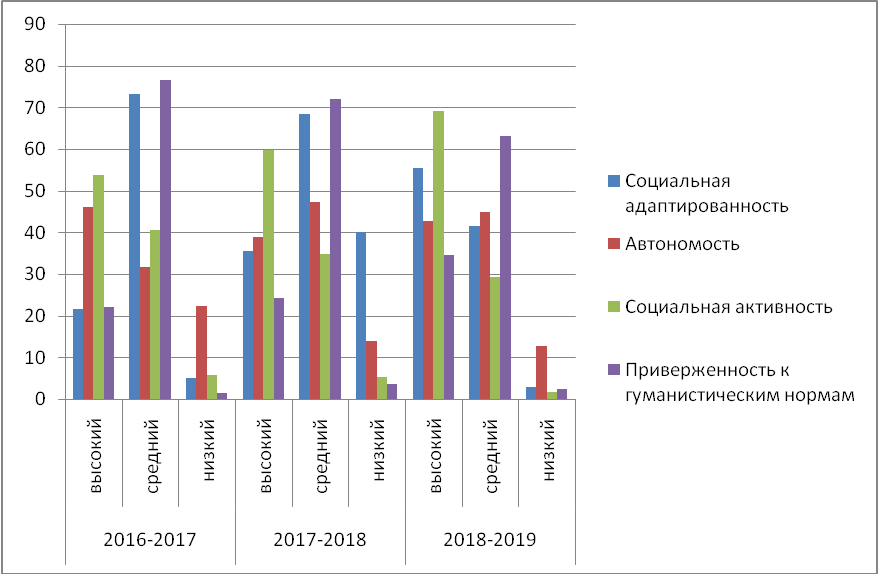 90
80
70
60
50
40
30
20
10
0
высокий
средний
низкий
высокий
средний
низкий
высокий
средний
низкий
2016-2017
2017-2018
2018-2019
Социальная
адаптированность
Автономость
Социальная активность
Приверженность к
гуманистическим нормам